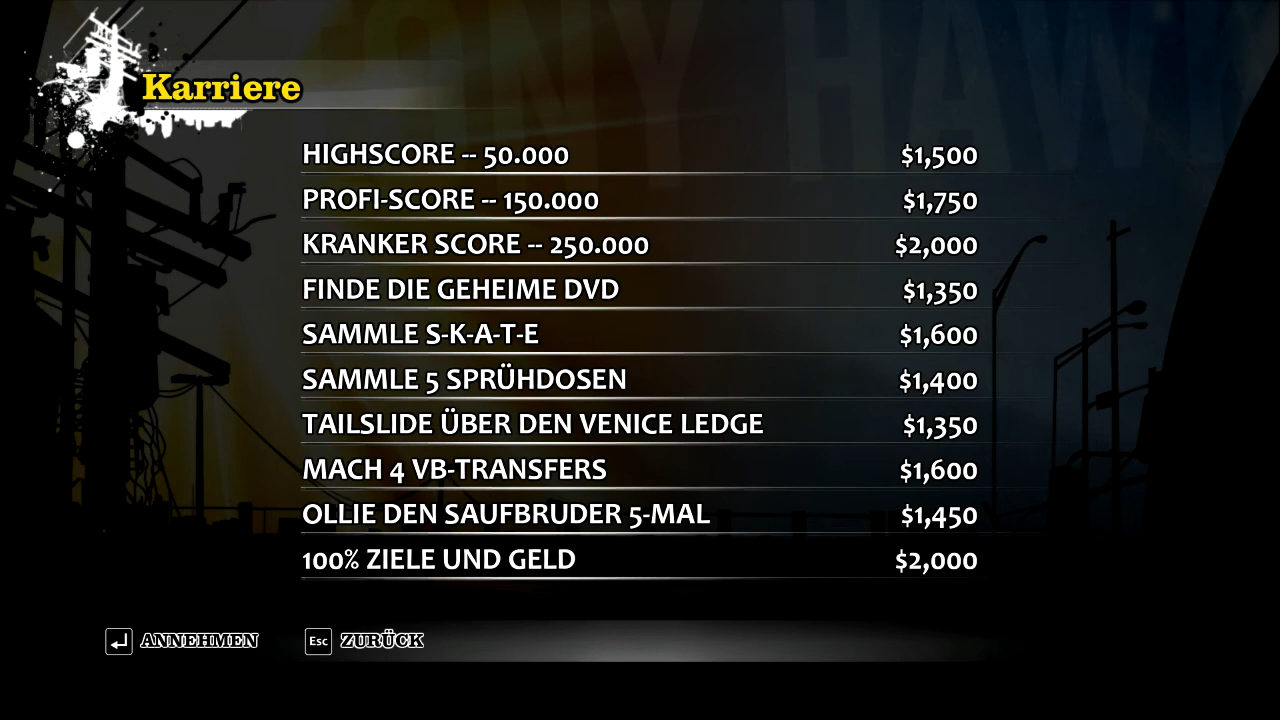 TONY HAWK
Karriere
HIGHSCORE -- 50.000 $1,500
PROFI-SCORE -- 150.000 $1,750
KRANKER SCORE -- 250.000 $2,000
FINDE DIE GEHEIME DVD $1,350
SAMMLE S-K-A-T-E $1,600
SAMMLE 5 SPRÜHDOSEN $1,400
TAILSLIDE ÜBER DEN VENICE LEDGE $1,350
MACH 4 VB-TRANSFERS $1,600
OLLIE DEN SAUFBRUDER 5-MAL $1,450
100% ZIELE UND GELD $2,000
ANNEHMEN Esc ZURÜCK